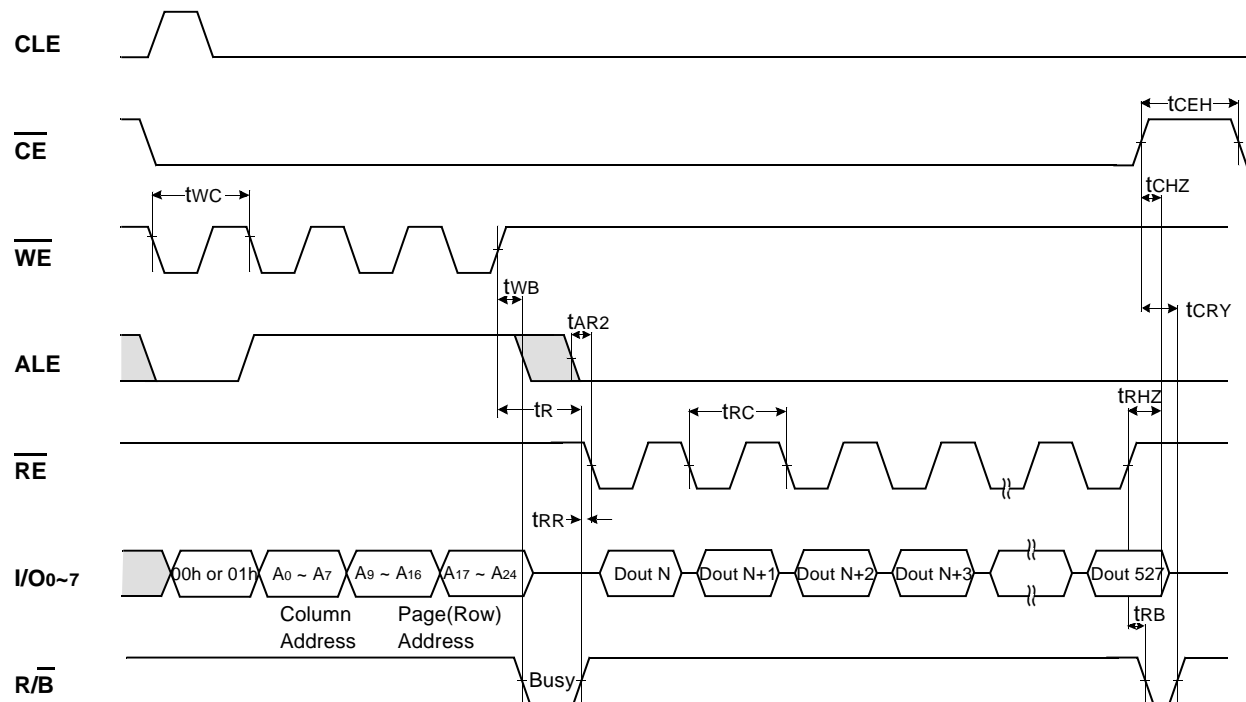 CLE
tCEH
CE
tWC
tCHZ
WE
tWB
tCRY
tAR2
ALE
tR
tRC
tRHZ
RE
tRR
I/O0~7
00h or 01h A0 ~ A7 A9 ~ A16 A17 ~ A24 Dout N Dout N+1 Dout N+2 Dout N+3 Dout 527
Column Address
Page(Row) Address
tRB
R/B
Busy